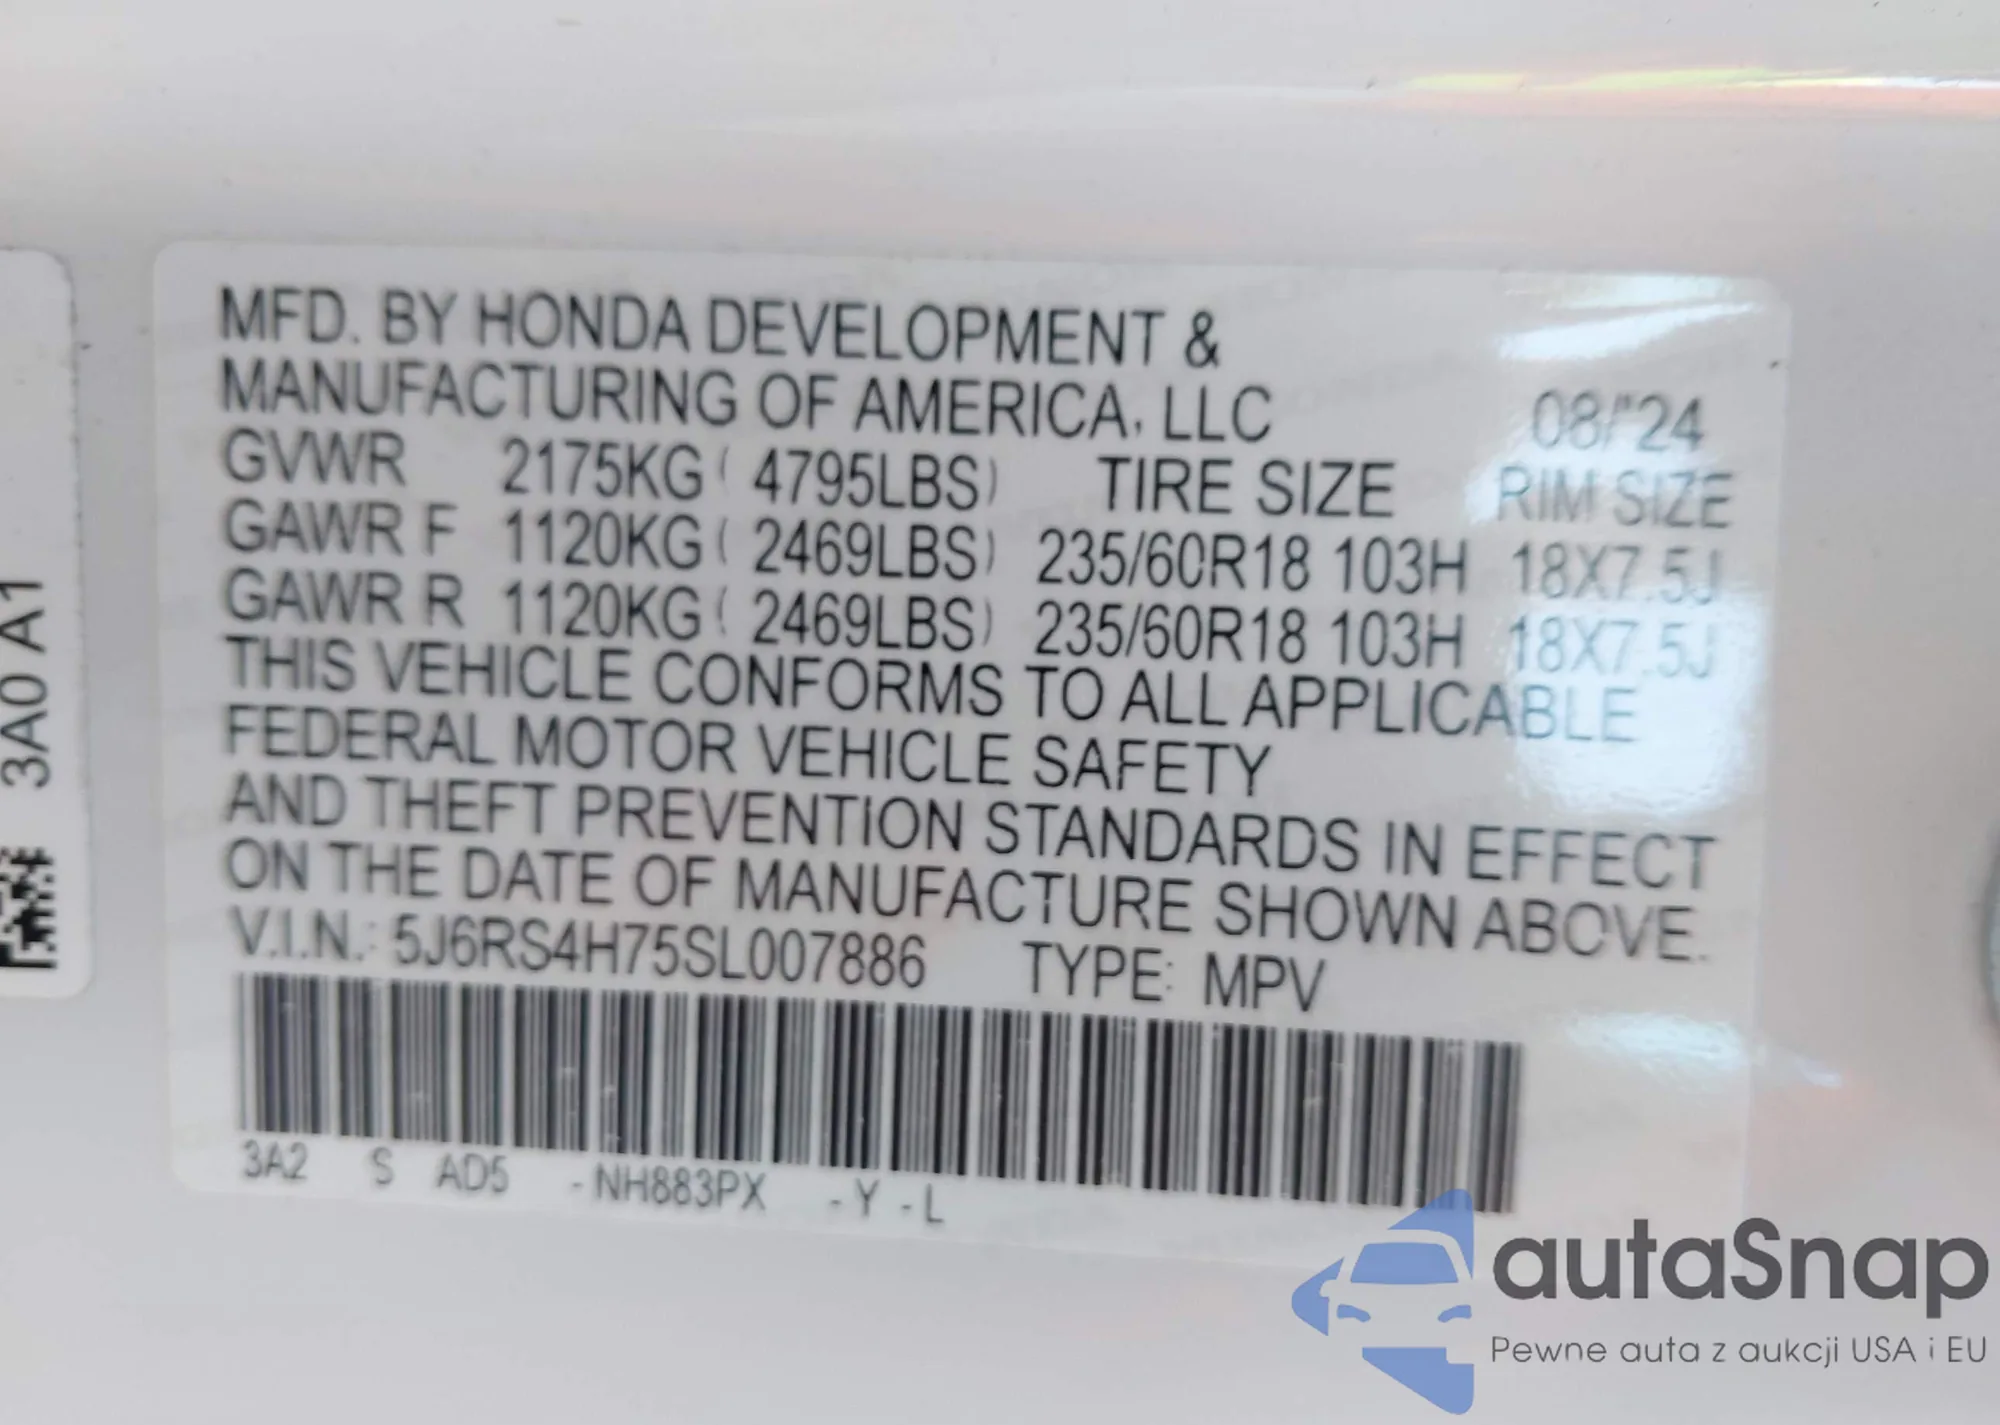 MFD. BY HONDA DEVELOPMENT &
MANUFACTURING OF AMERICA, LLC 08/'24
GVWR 2175KG ( 4795LBS) TIRE SIZE RIM SIZE
GAWR F 1120KG ( 2469LBS) 235/60R18 103H 18X7.5J
GAWR R 1120KG ( 2469LBS) 235/60R18 103H 18X7.5J
THIS VEHICLE CONFORMS TO ALL APPLICABLE
FEDERAL MOTOR VEHICLE SAFETY
AND THEFT PREVENTION STANDARDS IN EFFECT
ON THE DATE OF MANUFACTURE SHOWN ABOVE.
V.I.N.: 5J6RS4H75SL007886 TYPE: MPV
3A2 S AD5 -NH883PX -Y -L
3A0 A1
autaSnap
Pewne auta z aukcji USA i EU